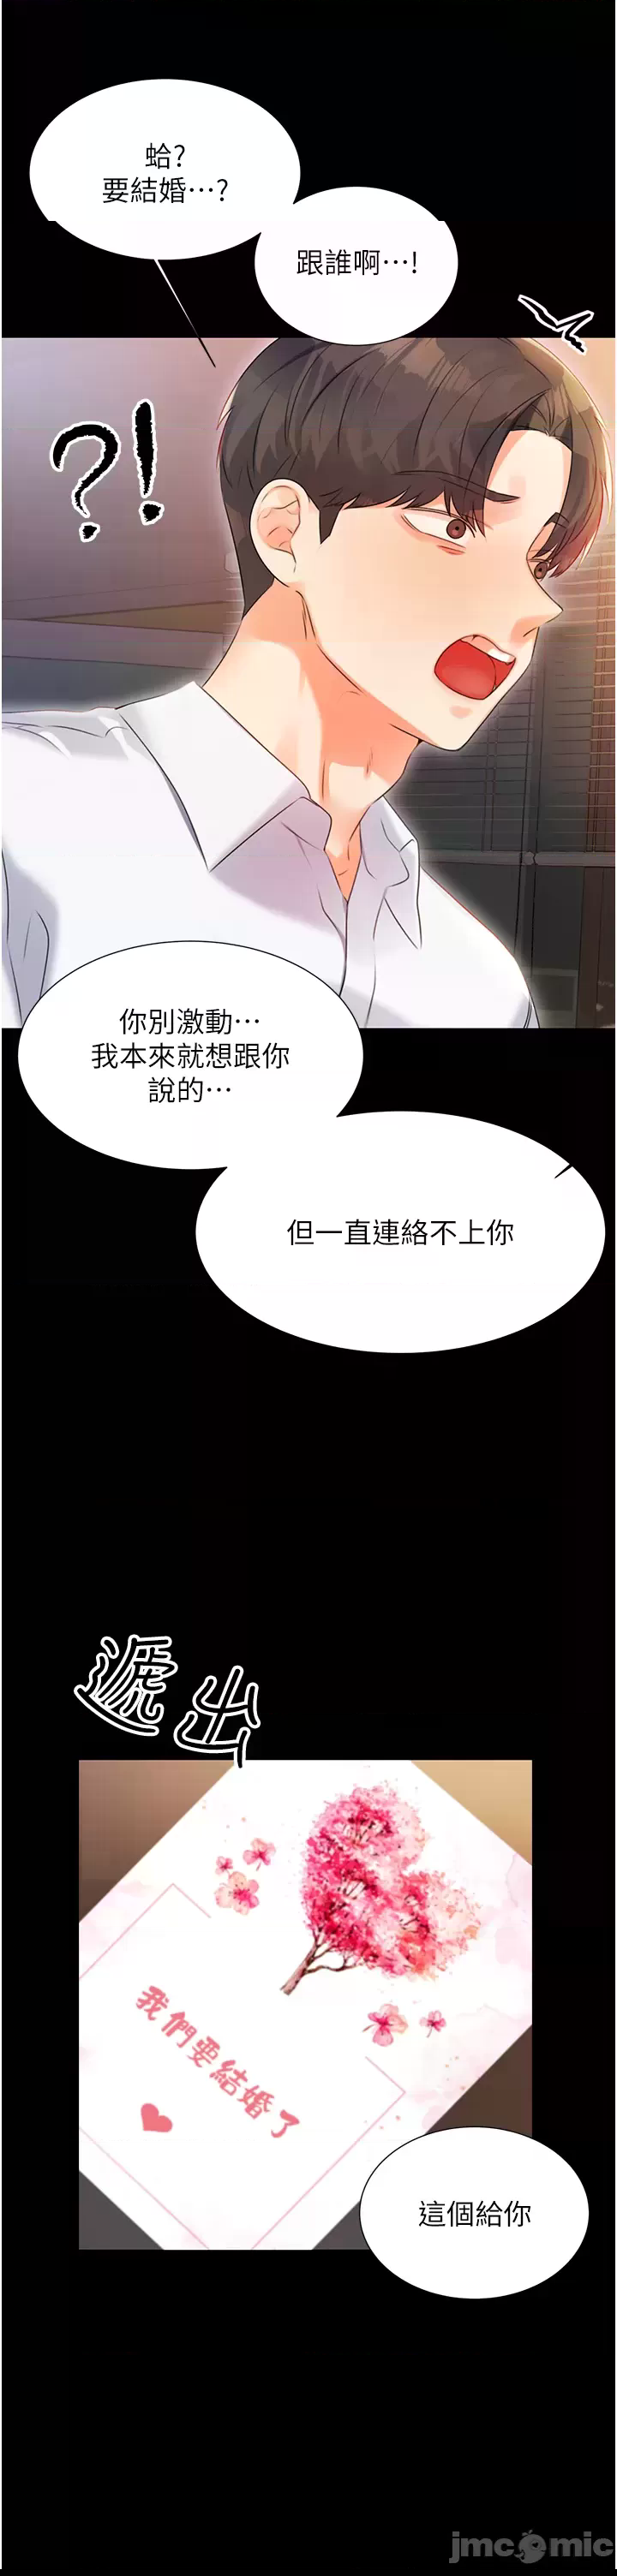 蛤?
要結婚…?
跟誰啊…!
?!
你別激動…
我本來就想跟你
說的…
但一直連絡不上你
遞出
我們要結婚了
這個給你
jmcomic